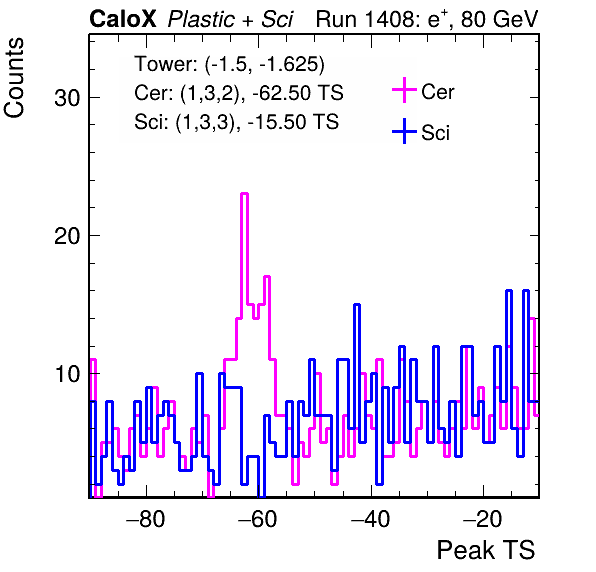 CaloX Plastic + Sci Run 1408: e⁺, 80 GeV
Tower: (-1.5, -1.625)
Cer: (1,3,2), -62.50 TS
Sci: (1,3,3), -15.50 TS
Cer
Sci
Counts
30
20
10
−80 −60 −40 −20
Peak TS